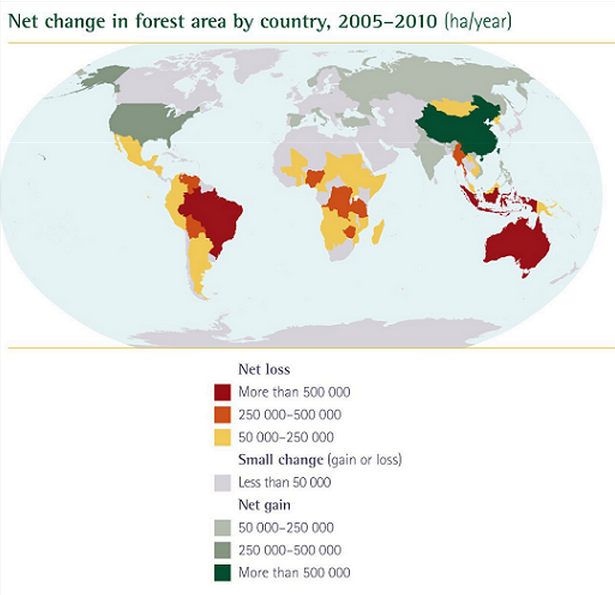 Net change in forest area by country, 2005–2010 (ha/year)
Net loss
More than 500 000
250 000–500 000
50 000–250 000
Small change (gain or loss)
Less than 50 000
Net gain
50 000–250 000
250 000–500 000
More than 500 000